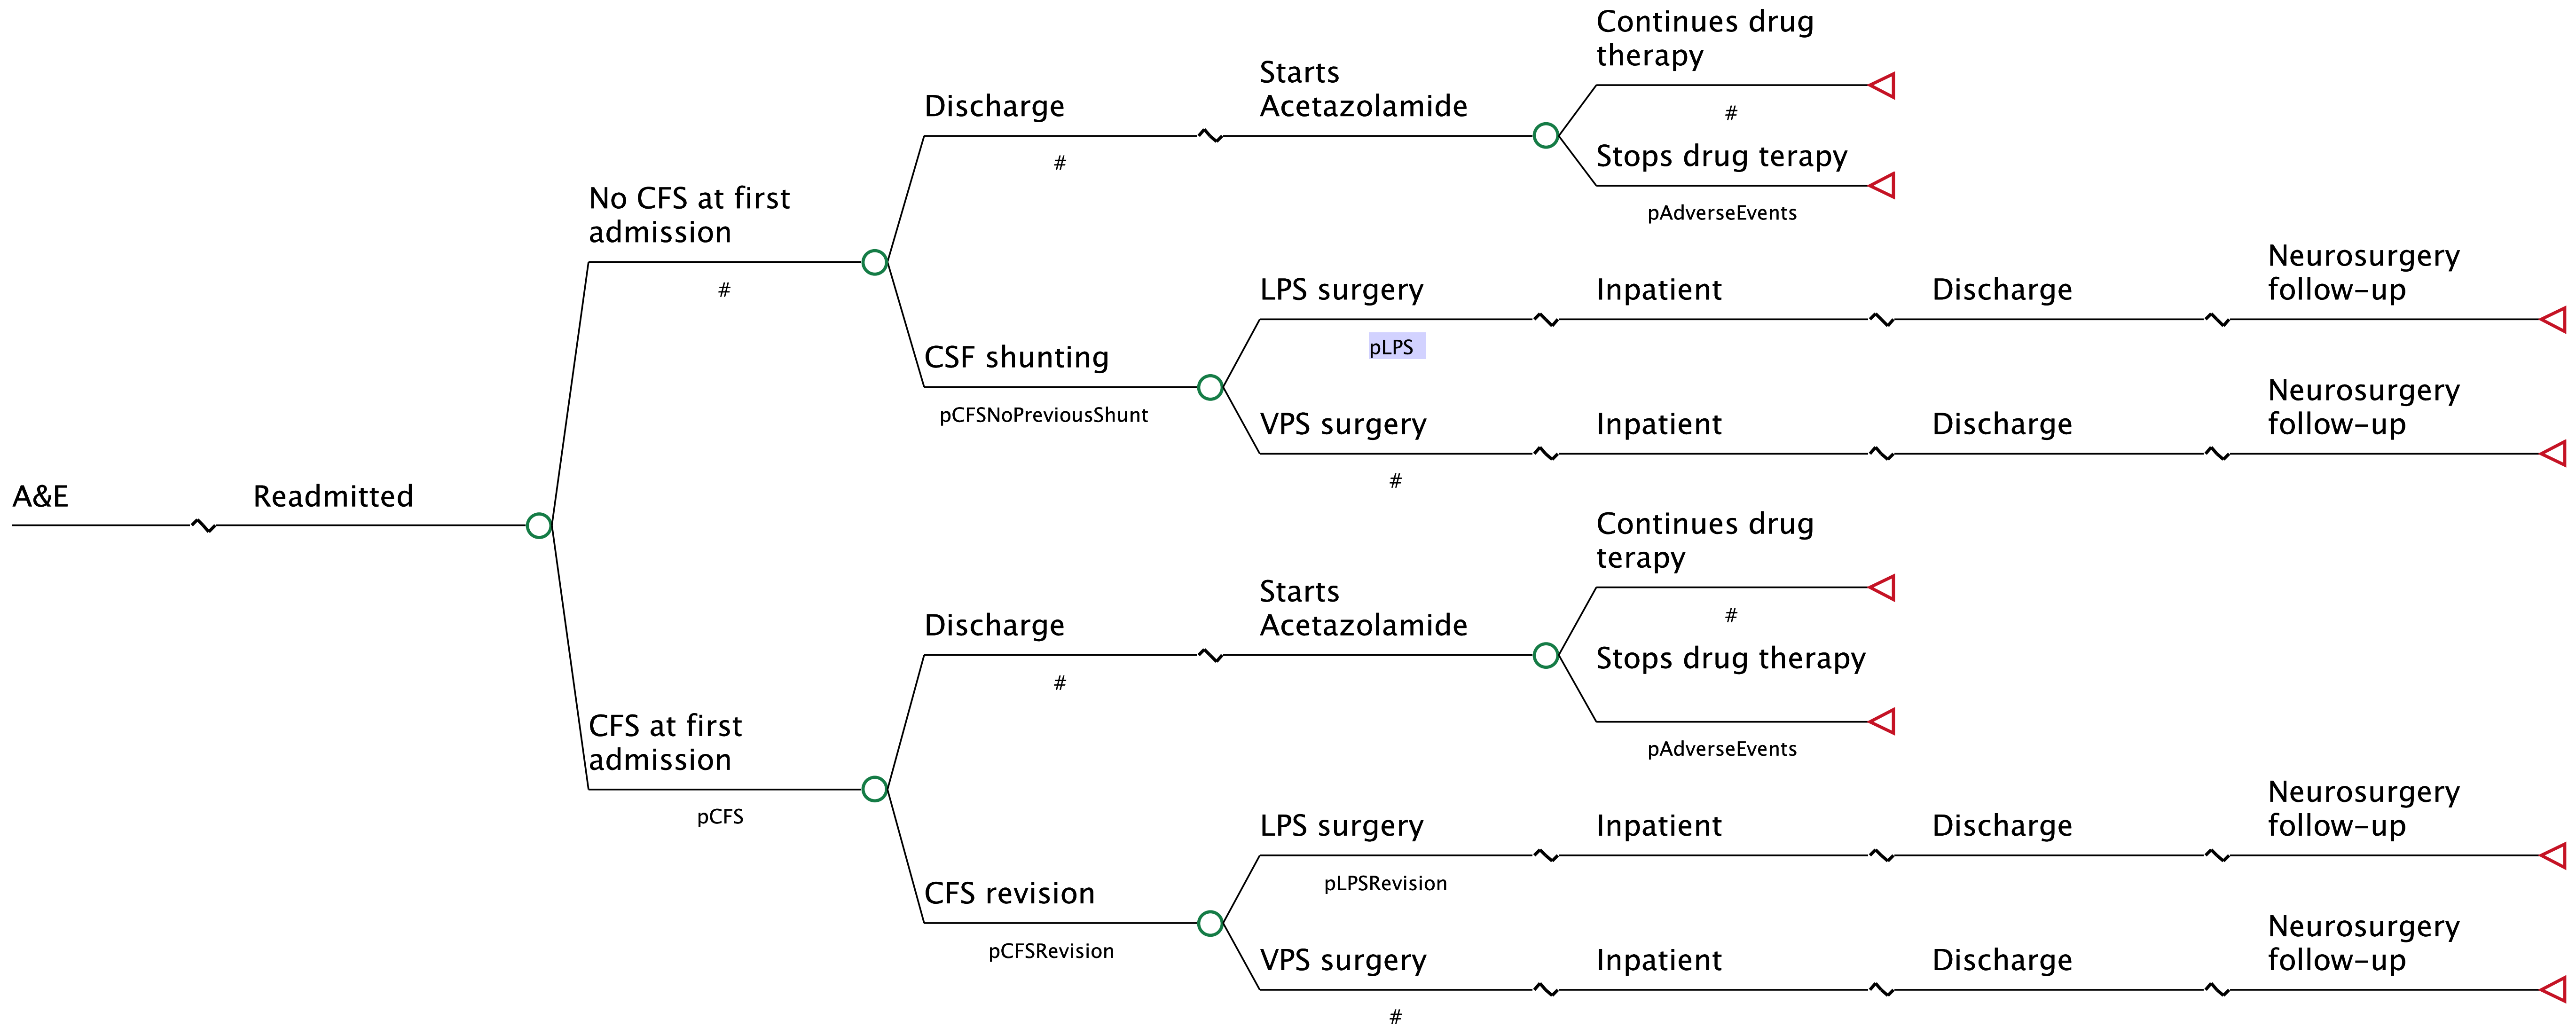 Continues drug
therapy
#
Starts
Acetazolamide
Discharge
#
Stops drug terapy
pAdverseEvents
No CFS at first
admission
#
LPS surgery
pLPS
Inpatient
Discharge
Neurosurgery
follow-up
CSF shunting
pCFSNoPreviousShunt
VPS surgery
#
Inpatient
Discharge
Neurosurgery
follow-up
A&E
Readmitted
Continues drug
terapy
#
Starts
Acetazolamide
Discharge
#
Stops drug therapy
pAdverseEvents
CFS at first
admission
pCFS
LPS surgery
pLPSRevision
Inpatient
Discharge
Neurosurgery
follow-up
CFS revision
pCFSRevision
VPS surgery
#
Inpatient
Discharge
Neurosurgery
follow-up